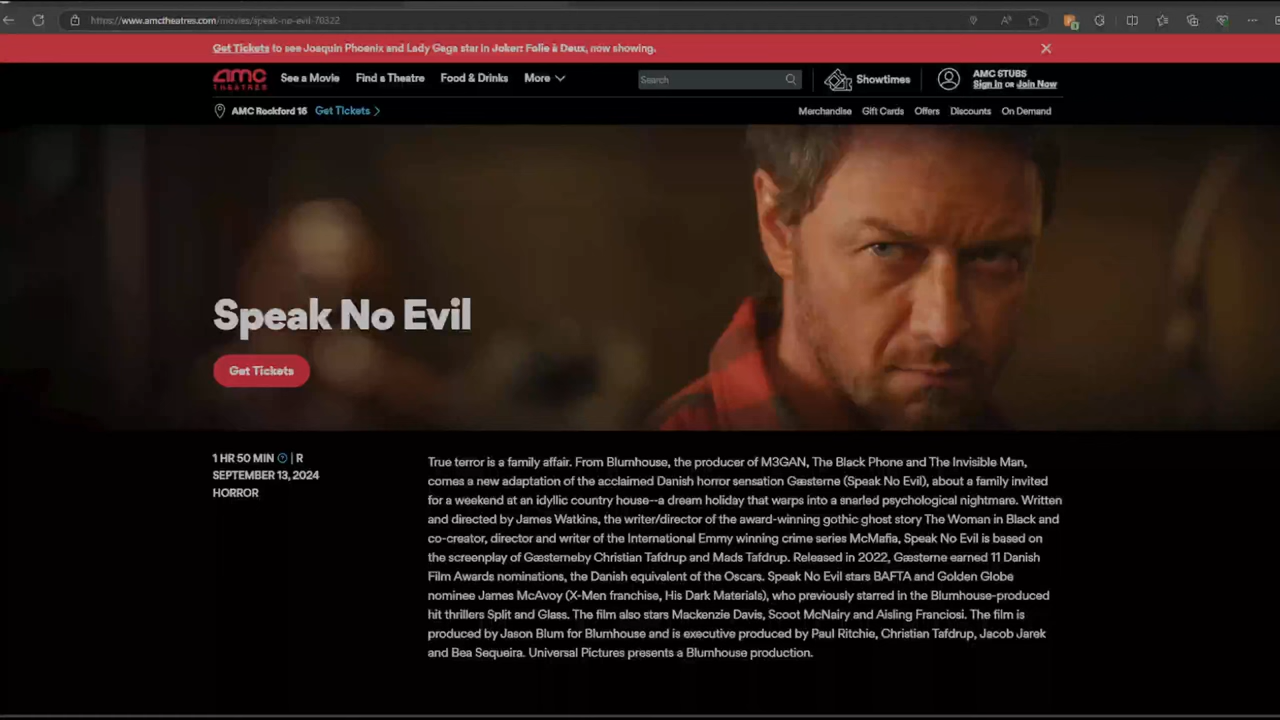 https://www.amctheatres.com/movies/speak-no-evil-78322
Get Tickets to see Joaquin Phoenix and Lady Gaga star in Joker: Folie à Deux, now showing.
amc THEATRES
See a Movie
Find a Theatre
Food & Drinks
More
Search
Showtimes
AMC STUBS
Sign In or Join Now
AMC Rockford 16
Get Tickets
Merchandise
Gift Cards
Offers
Discounts
On Demand
Speak No Evil
Get Tickets
1 HR 50 MIN ? | R
SEPTEMBER 13, 2024
HORROR
True terror is a family affair. From Blumhouse, the producer of M3GAN, The Black Phone and The Invisible Man,
comes a new adaptation of the acclaimed Danish horror sensation Gæsterne (Speak No Evil), about a family invited
for a weekend at an idyllic country house--a dream holiday that warps into a snarled psychological nightmare. Written
and directed by James Watkins, the writer/director of the award-winning gothic ghost story The Woman in Black and
co-creator, director and writer of the International Emmy winning crime series McMafia, Speak No Evil is based on
the screenplay of Gæsterneby Christian Tafdrup and Mads Tafdrup. Released in 2022, Gæsterne earned 11 Danish
Film Awards nominations, the Danish equivalent of the Oscars. Speak No Evil stars BAFTA and Golden Globe
nominee James McAvoy (X-Men franchise, His Dark Materials), who previously starred in the Blumhouse-produced
hit thrillers Split and Glass. The film also stars Mackenzie Davis, Scoot McNairy and Aisling Franciosi. The film is
produced by Jason Blum for Blumhouse and is executive produced by Paul Ritchie, Christian Tafdrup, Jacob Jarek
and Bea Sequeira. Universal Pictures presents a Blumhouse production.